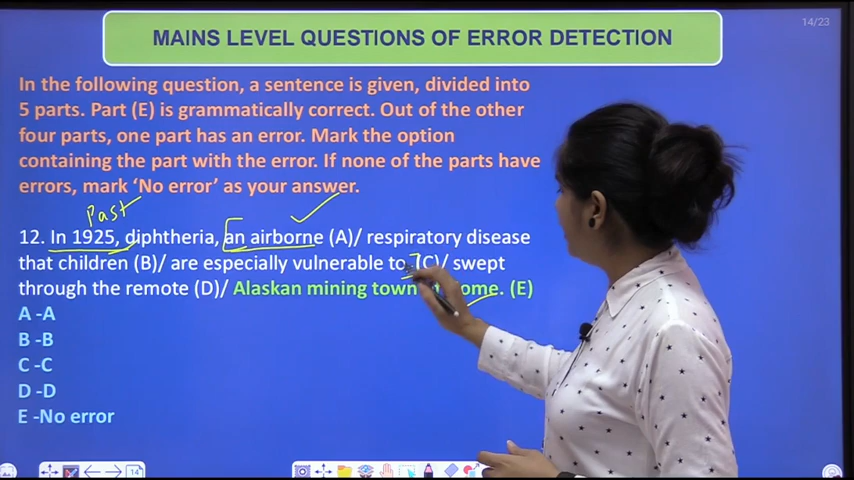 14/23
MAINS LEVEL QUESTIONS OF ERROR DETECTION
In the following question, a sentence is given, divided into
5 parts. Part (E) is grammatically correct. Out of the other
four parts, one part has an error. Mark the option
containing the part with the error. If none of the parts have
errors, mark ‘No error’ as your answer.
Past
12. In 1925, diphtheria, an airborne (A)/ respiratory disease
that children (B)/ are especially vulnerable to (C)/ swept
through the remote (D)/ Alaskan mining town (E)
A -A
B -B
C -C
D -D
E -No error
14